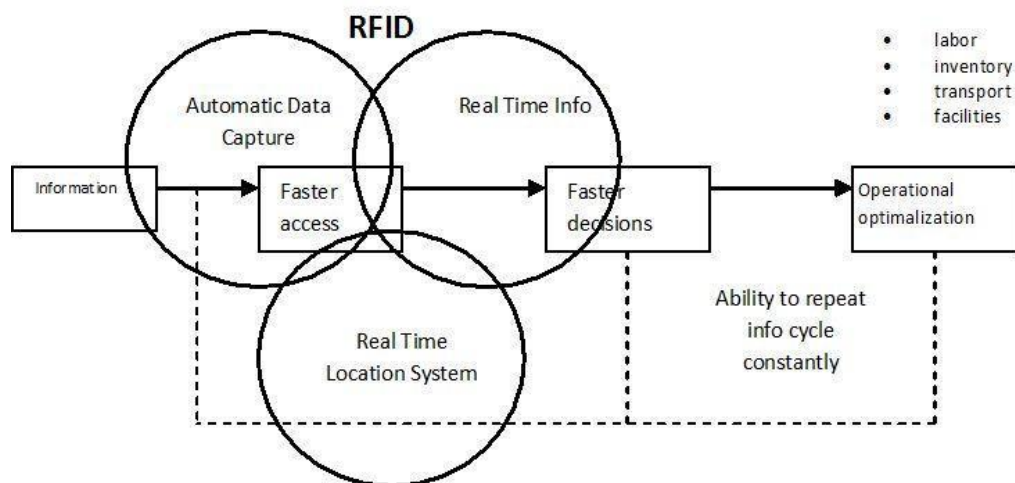 RFID
• labor
• inventory
• transport
• facilities
Automatic Data
Capture
Real Time Info
Information
Faster
access
Faster
decisions
Operational
optimalization
Real Time
Location System
Ability to repeat
info cycle
constantly